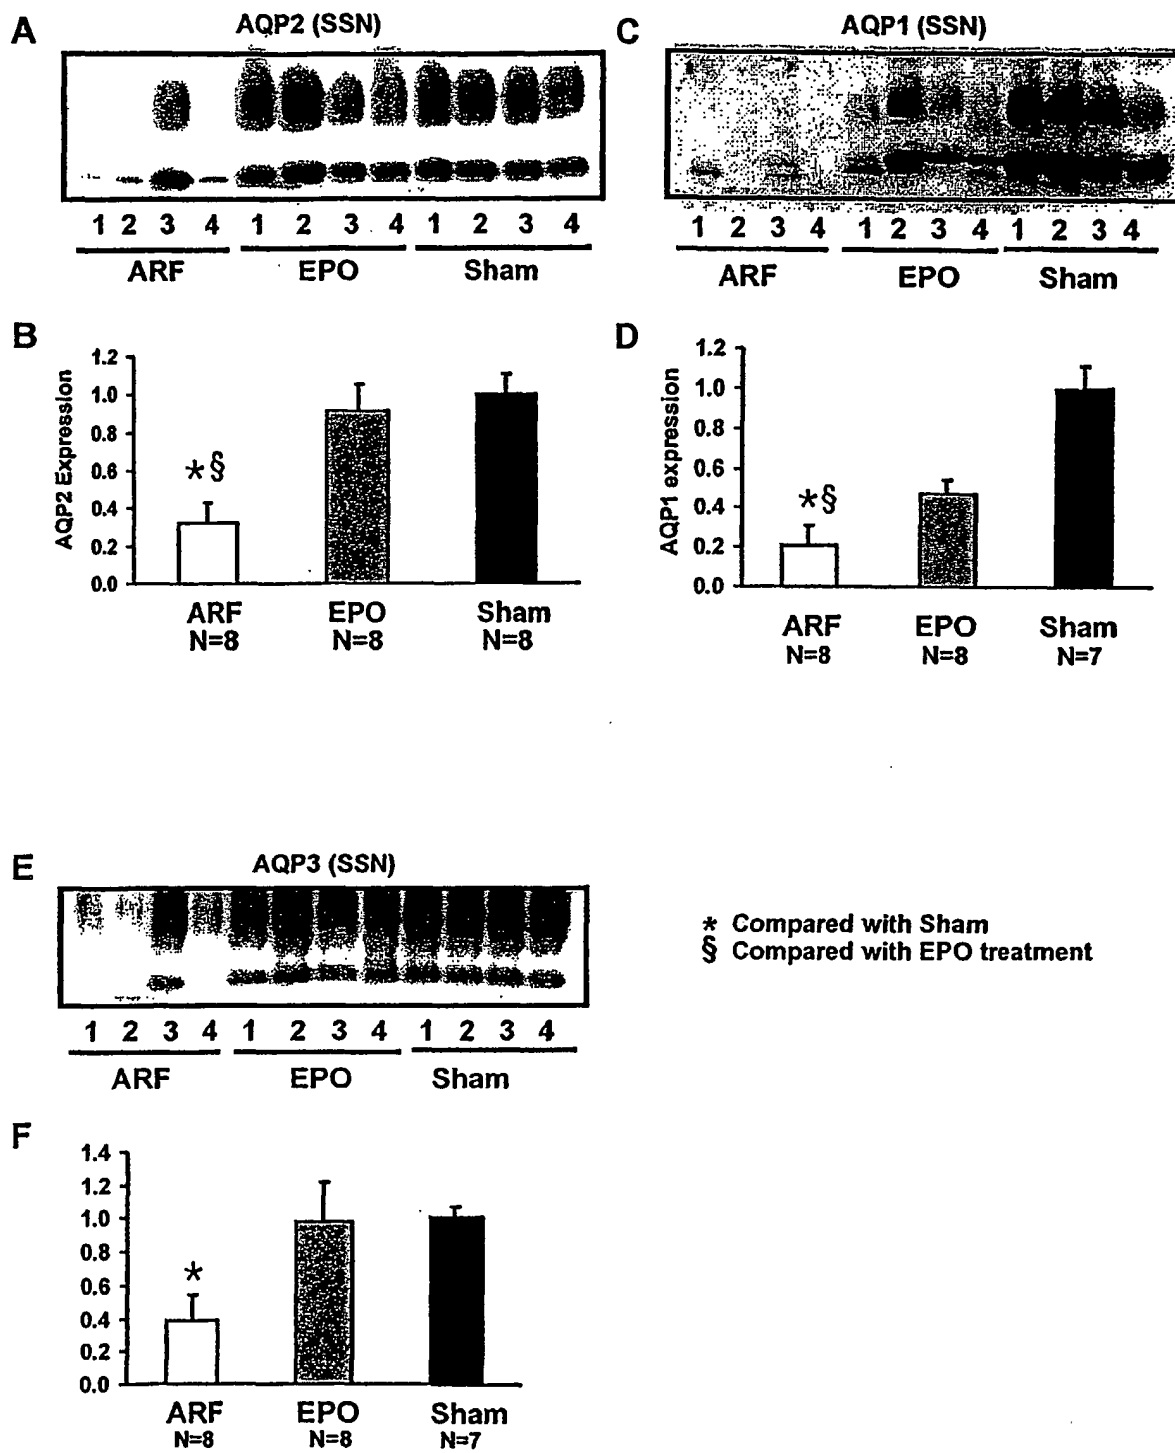 A
AQP2 (SSN)
1 2 3 4 1 2 3 4 1 2 3 4
ARF EPO Sham
B
AQP2 Expression
1.2
1.0
0.8
0.6
0.4
0.2
0.0
*§
ARF EPO Sham
N=8 N=8 N=8
C
AQP1 (SSN)
1 2 3 4 1 2 3 4 1 2 3 4
ARF EPO Sham
D
AQP1 expression
1.2
1.0
0.8
0.6
0.4
0.2
0.0
*§
ARF EPO Sham
N=8 N=8 N=7
E
AQP3 (SSN)
1 2 3 4 1 2 3 4 1 2 3 4
ARF EPO Sham
* Compared with Sham
§ Compared with EPO treatment
F
1.4
1.2
1.0
0.8
0.6
0.4
0.2
0.0
*
ARF EPO Sham
N=8 N=8 N=7